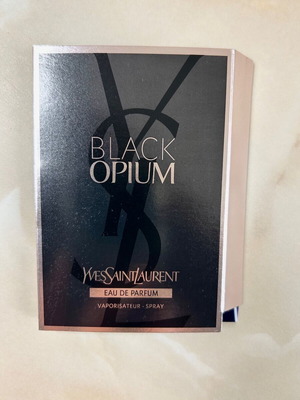 BLACK
OPIUM
YVESSAINTLAURENT
EAU DE PARFUM
VAPORISATEUR - SPRAY